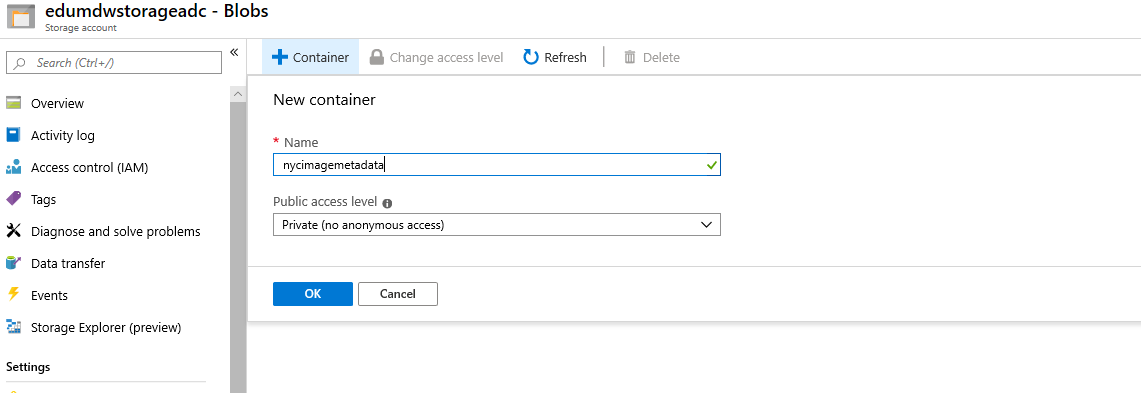 edumdwstorageadc - Blobs
Storage account
Search (Ctrl+/)
«
Overview
Activity log
Access control (IAM)
Tags
Diagnose and solve problems
Data transfer
Events
Storage Explorer (preview)
Settings
+ Container
Change access level
Refresh
Delete
New container
* Name
nycimagemetadata
Public access level
Private (no anonymous access)
OK
Cancel